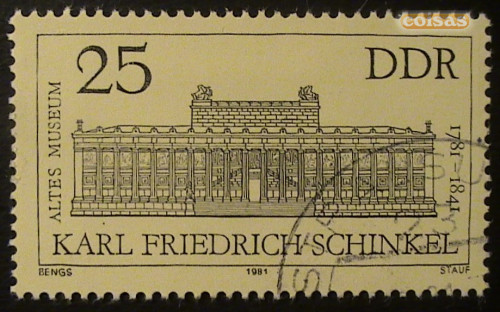 coisas
25 DDR
ALTES MUSEUM
1781-1841
KARL FRIEDRICH SCHINKEL
BENGS 1981 STAUF